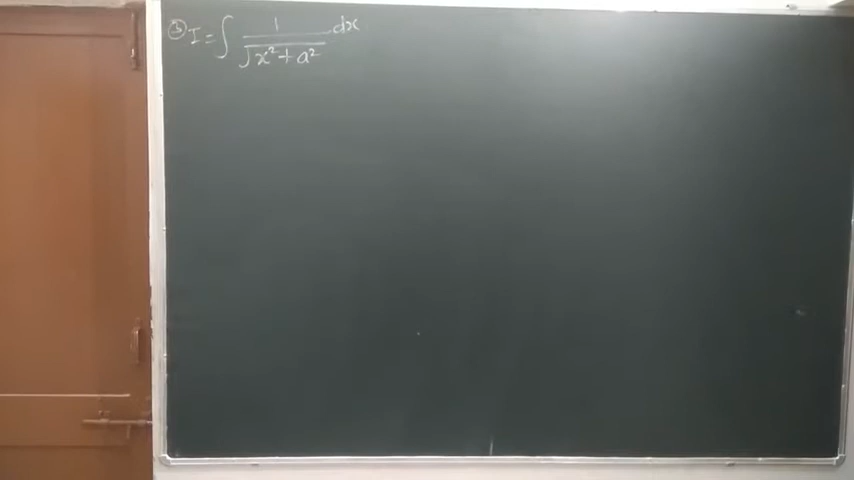 ③ I = ∫ 1/√(x²+a²) dx